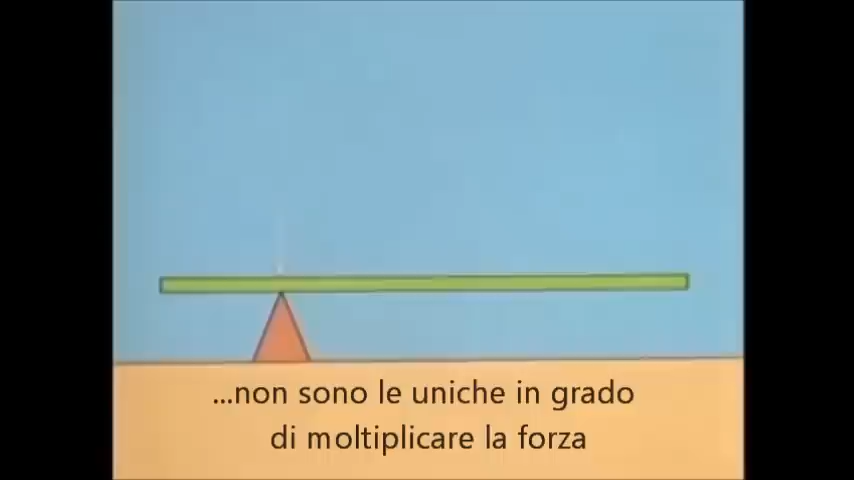 ...non sono le uniche in grado
di moltiplicare la forza